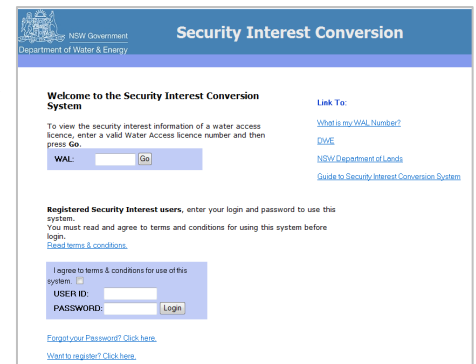 NSW Government
Department of Water & Energy
Security Interest Conversion
Welcome to the Security Interest Conversion
System
To view the security interest information of a water access
licence, enter a valid Water Access licence number and then
press Go.
WAL:
Go
Link To:
What is my WAL Number?
DWE
NSW Department of Lands
Guide to Security Interest Conversion System
Registered Security Interest users, enter your login and password to use this
system.
You must read and agree to terms and conditions for using this system before
login.
Read terms & conditions.
I agree to terms & conditions for use of this
system.
USER ID:
PASSWORD:
Login
Forgot your Password? Click here.
Want to register? Click here.